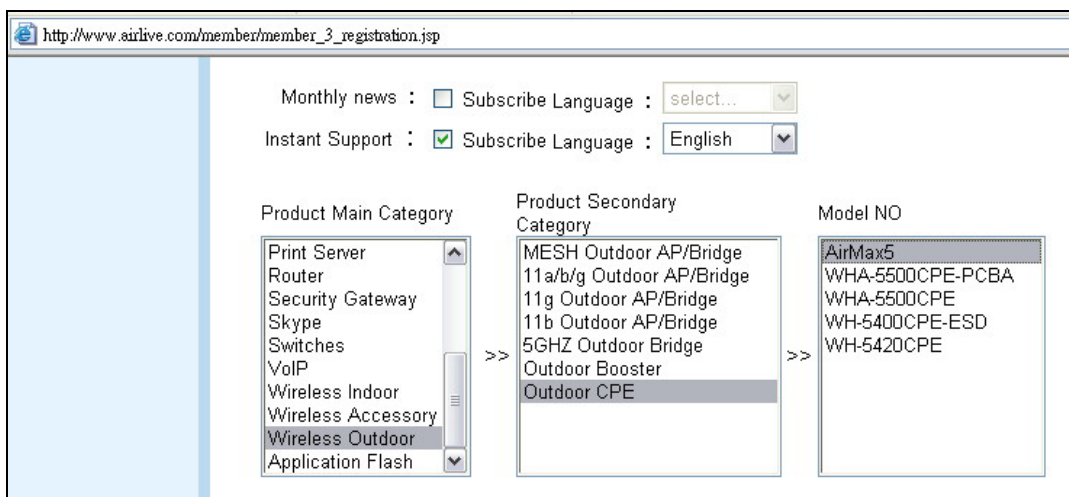 http://www.airlive.com/member/member_3_registration.jsp
Monthly news : Subscribe Language : select...
Instant Support : Subscribe Language : English
Product Main Category
Product Secondary
Category
Model NO
Print Server
Router
Security Gateway
Skype
Switches
VoIP
Wireless Indoor
Wireless Accessory
Wireless Outdoor
Application Flash
>>
MESH Outdoor AP/Bridge
11a/b/g Outdoor AP/Bridge
11g Outdoor AP/Bridge
11b Outdoor AP/Bridge
5GHZ Outdoor Bridge
Outdoor Booster
Outdoor CPE
>>
AirMax5
WHA-5500CPE-PCBA
WHA-5500CPE
WH-5400CPE-ESD
WH-5420CPE